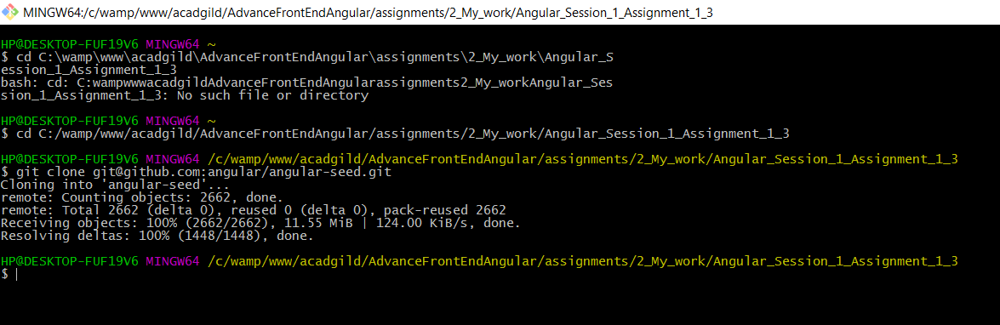 MINGW64:/c/wamp/www/acadgild/AdvanceFrontEndAngular/assignments/2_My_work/Angular_Session_1_Assignment_1_3
HP@DESKTOP-FUF19V6 MINGW64 ~
$ cd C:\wamp\www\acadgild\AdvanceFrontEndAngular\assignments\2_My_work\Angular_S
ession_1_Assignment_1_3
bash: cd: C:wampwwwacadgildAdvanceFrontEndAngularassignments2_My_workAngular_Ses
sion_1_Assignment_1_3: No such file or directory
HP@DESKTOP-FUF19V6 MINGW64 ~
$ cd C:/wamp/www/acadgild/AdvanceFrontEndAngular/assignments/2_My_work/Angular_Session_1_Assignment_1_3
HP@DESKTOP-FUF19V6 MINGW64 /c/wamp/www/acadgild/AdvanceFrontEndAngular/assignments/2_My_work/Angular_Session_1_Assignment_1_3
$ git clone git@github.com:angular/angular-seed.git
Cloning into 'angular-seed'...
remote: Counting objects: 2662, done.
remote: Total 2662 (delta 0), reused 0 (delta 0), pack-reused 2662
Receiving objects: 100% (2662/2662), 11.55 MiB | 124.00 KiB/s, done.
Resolving deltas: 100% (1448/1448), done.
HP@DESKTOP-FUF19V6 MINGW64 /c/wamp/www/acadgild/AdvanceFrontEndAngular/assignments/2_My_work/Angular_Session_1_Assignment_1_3
$